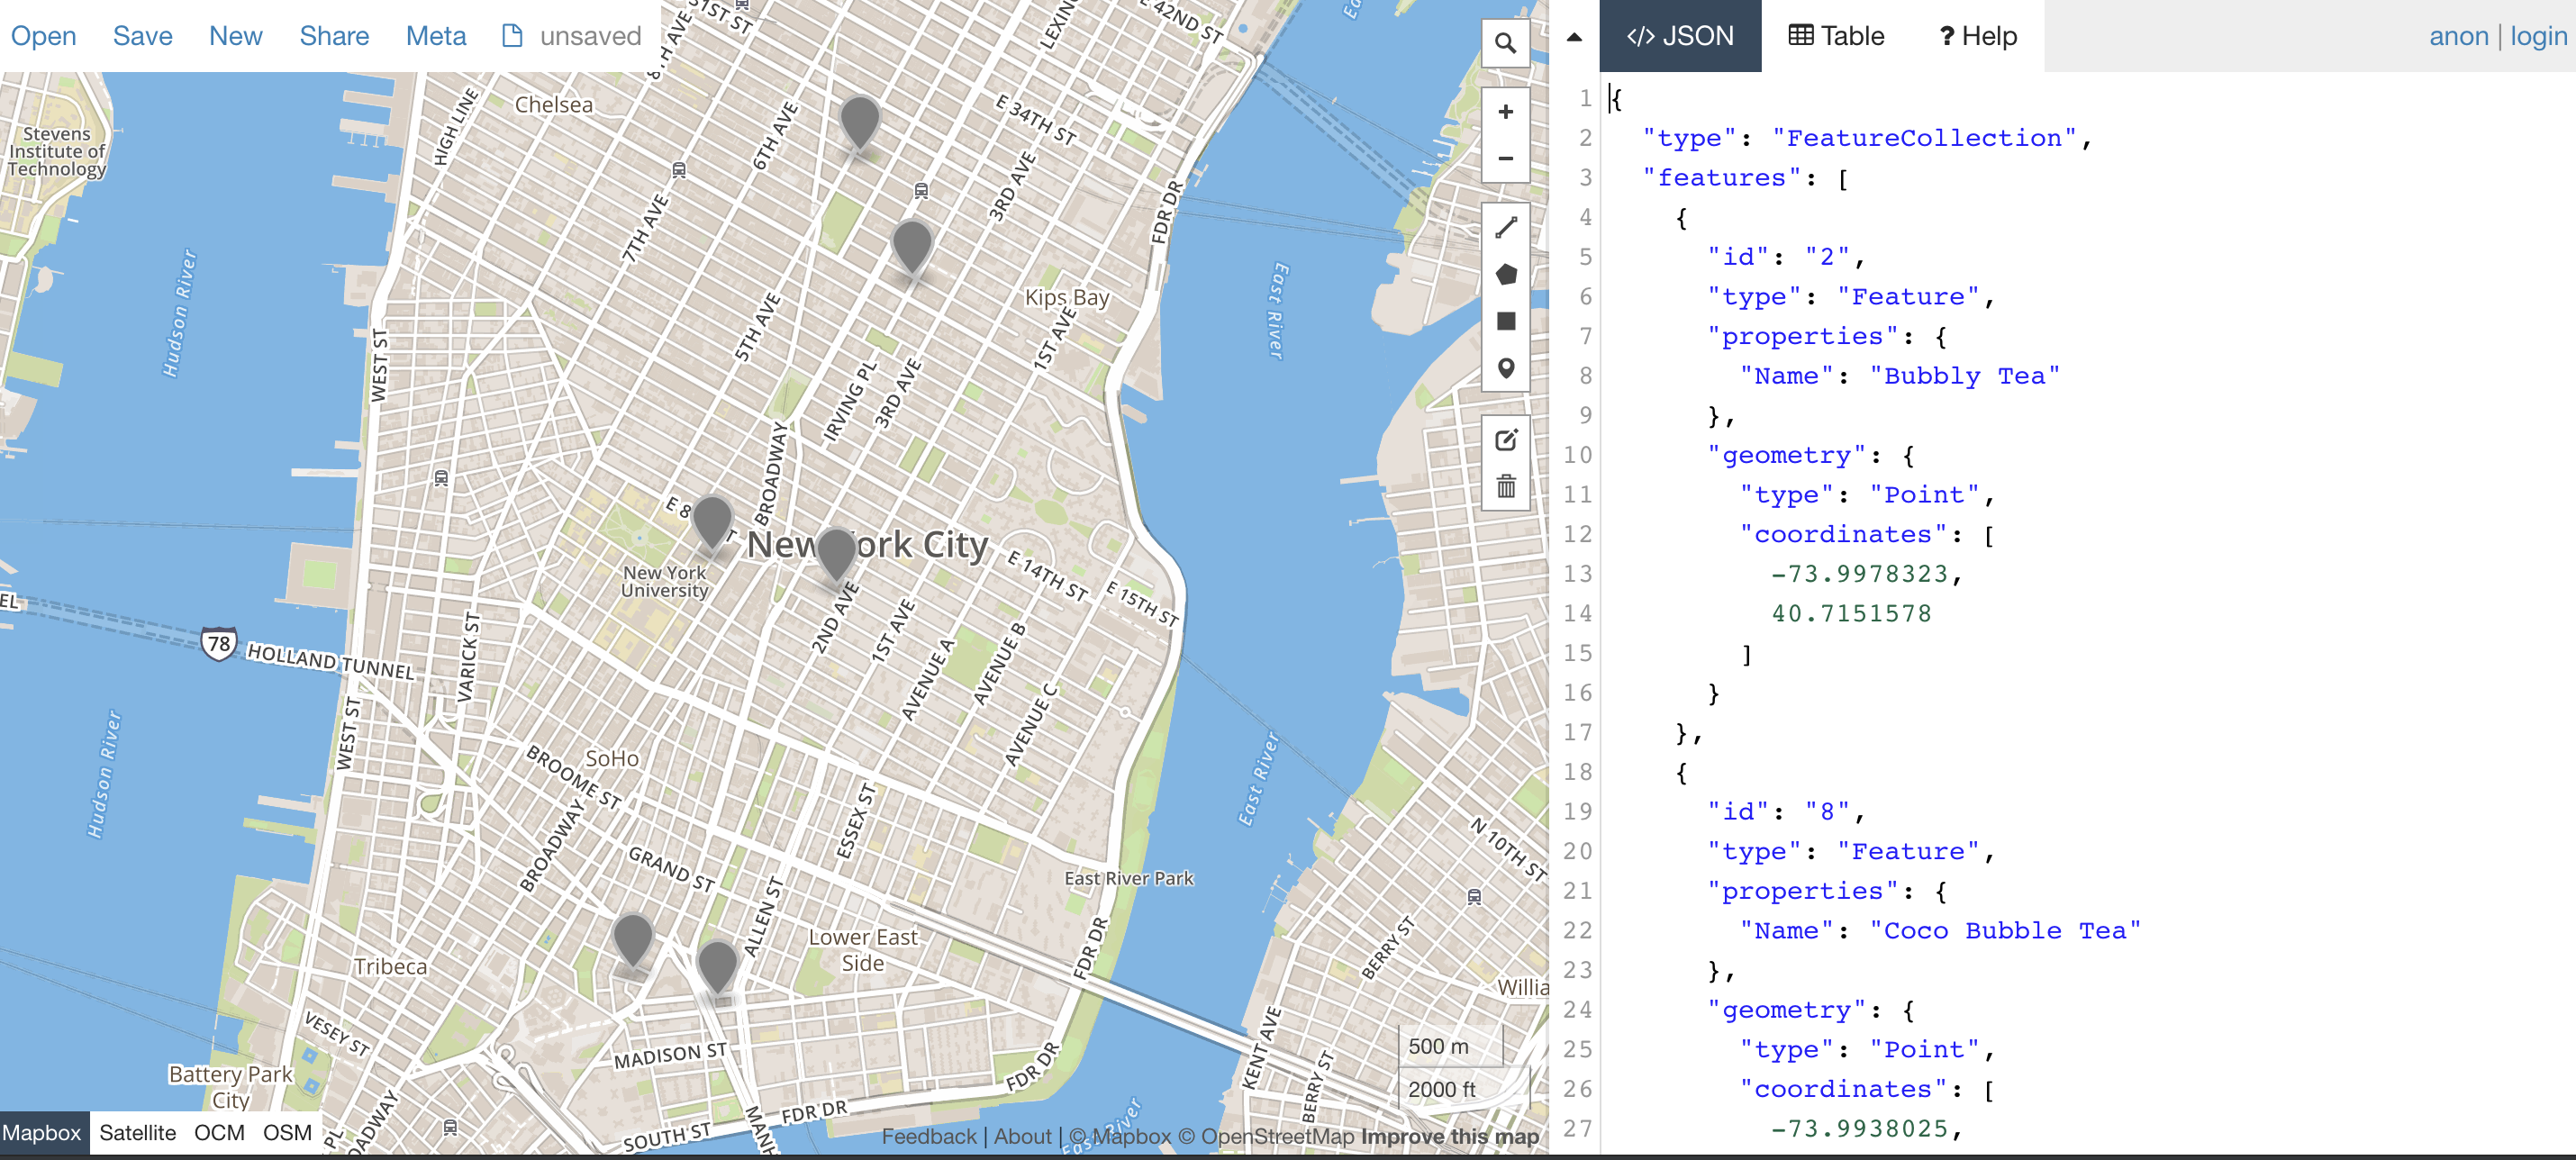 Open Save New Share Meta unsaved
</> JSON Table ? Help
anon | login
31ST ST
8TH AVE
LEXING
E 42ND ST
Chelsea
HIGH LINE
6TH AVE
E 34TH ST
3RD AVE
Stevens
Institute of
Technology
7TH AVE
FDR DR
Hudson River
5TH AVE
Kips Bay
1ST AVE
East River
WEST ST
IRVING PL
3RD AVE
BROADWAY
E 8
T
New York City
New York
University
E 14TH ST
E 15TH ST
EL
78
HOLLAND TUNNEL
VARICK ST
2ND AVE
1ST AVE
AVENUE A
AVENUE B
AVENUE C
WEST ST
Hudson River
SoHo
BROOME ST
BROADWAY
GRAND ST
ESSEX ST
ALLEN ST
East River
N 10TH ST
East River Park
BERRY ST
FDR DR
Lower East
Side
Tribeca
Willia
VESEY ST
MADISON ST
FDR DR
KENT AVE
BERRY ST
Battery Park
City
FDR DR
SOUTH ST
MANH
East River
PL
OADWAY
500 m
2000 ft
Mapbox Satellite OCM OSM
Feedback | About | © Mapbox © OpenStreetMap Improve this map
1 {
2 "type": "FeatureCollection",
3 "features": [
4 {
5 "id": "2",
6 "type": "Feature",
7 "properties": {
8 "Name": "Bubbly Tea"
9 },
10 "geometry": {
11 "type": "Point",
12 "coordinates": [
13 -73.9978323,
14 40.7151578
15 ]
16 }
17 },
18 {
19 "id": "8",
20 "type": "Feature",
21 "properties": {
22 "Name": "Coco Bubble Tea"
23 },
24 "geometry": {
25 "type": "Point",
26 "coordinates": [
27 -73.9938025,